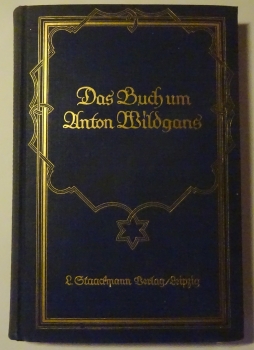 Das Buch um
Anton Wildgans
L. Staackmann Verlag/Leipzig